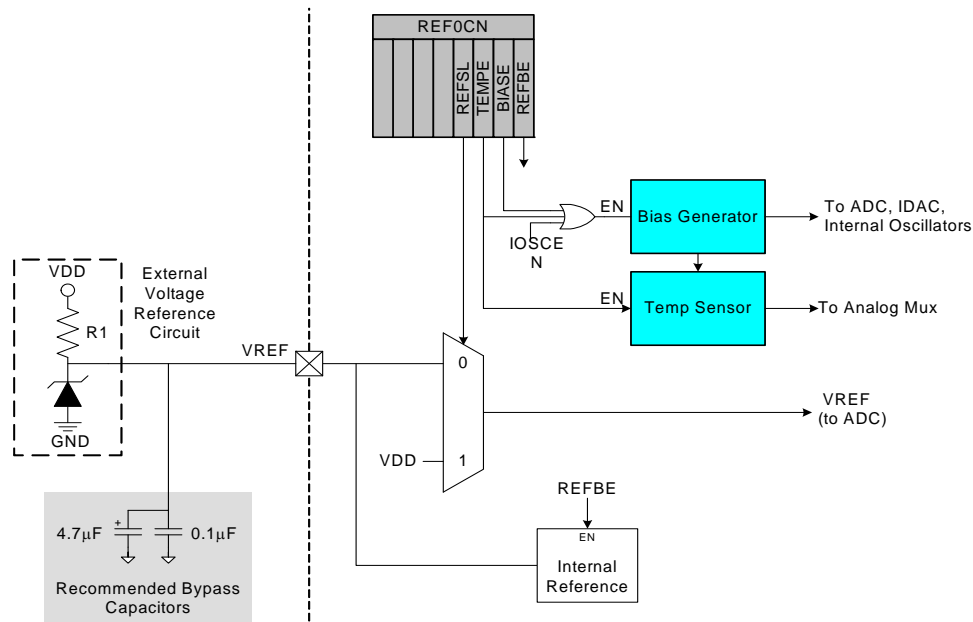 REF0CN
REFSL
TEMPE
BIASE
REFBE
EN
Bias Generator
To ADC, IDAC,
Internal Oscillators
IOSCE
N
VDD
External
Voltage
Reference
Circuit
R1
GND
EN
Temp Sensor
To Analog Mux
VREF
0
VREF
(to ADC)
VDD
1
REFBE
EN
Internal
Reference
4.7μF
+
0.1μF
Recommended Bypass
Capacitors